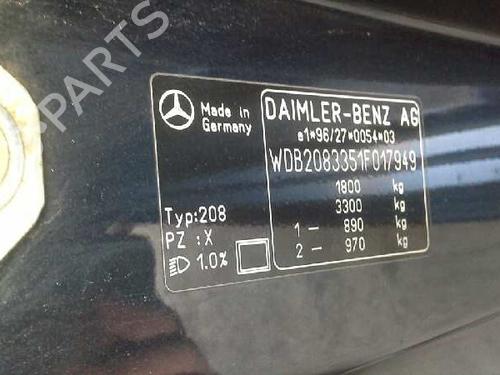 B-PARTS
Made in
Germany
DAIMLER-BENZ AG
e1*96/27*0054*03
WDB2083351F017949
1800 kg
3300 kg
1 — 890 kg
2 — 970 kg
Typ:208
PZ :X
1.0%